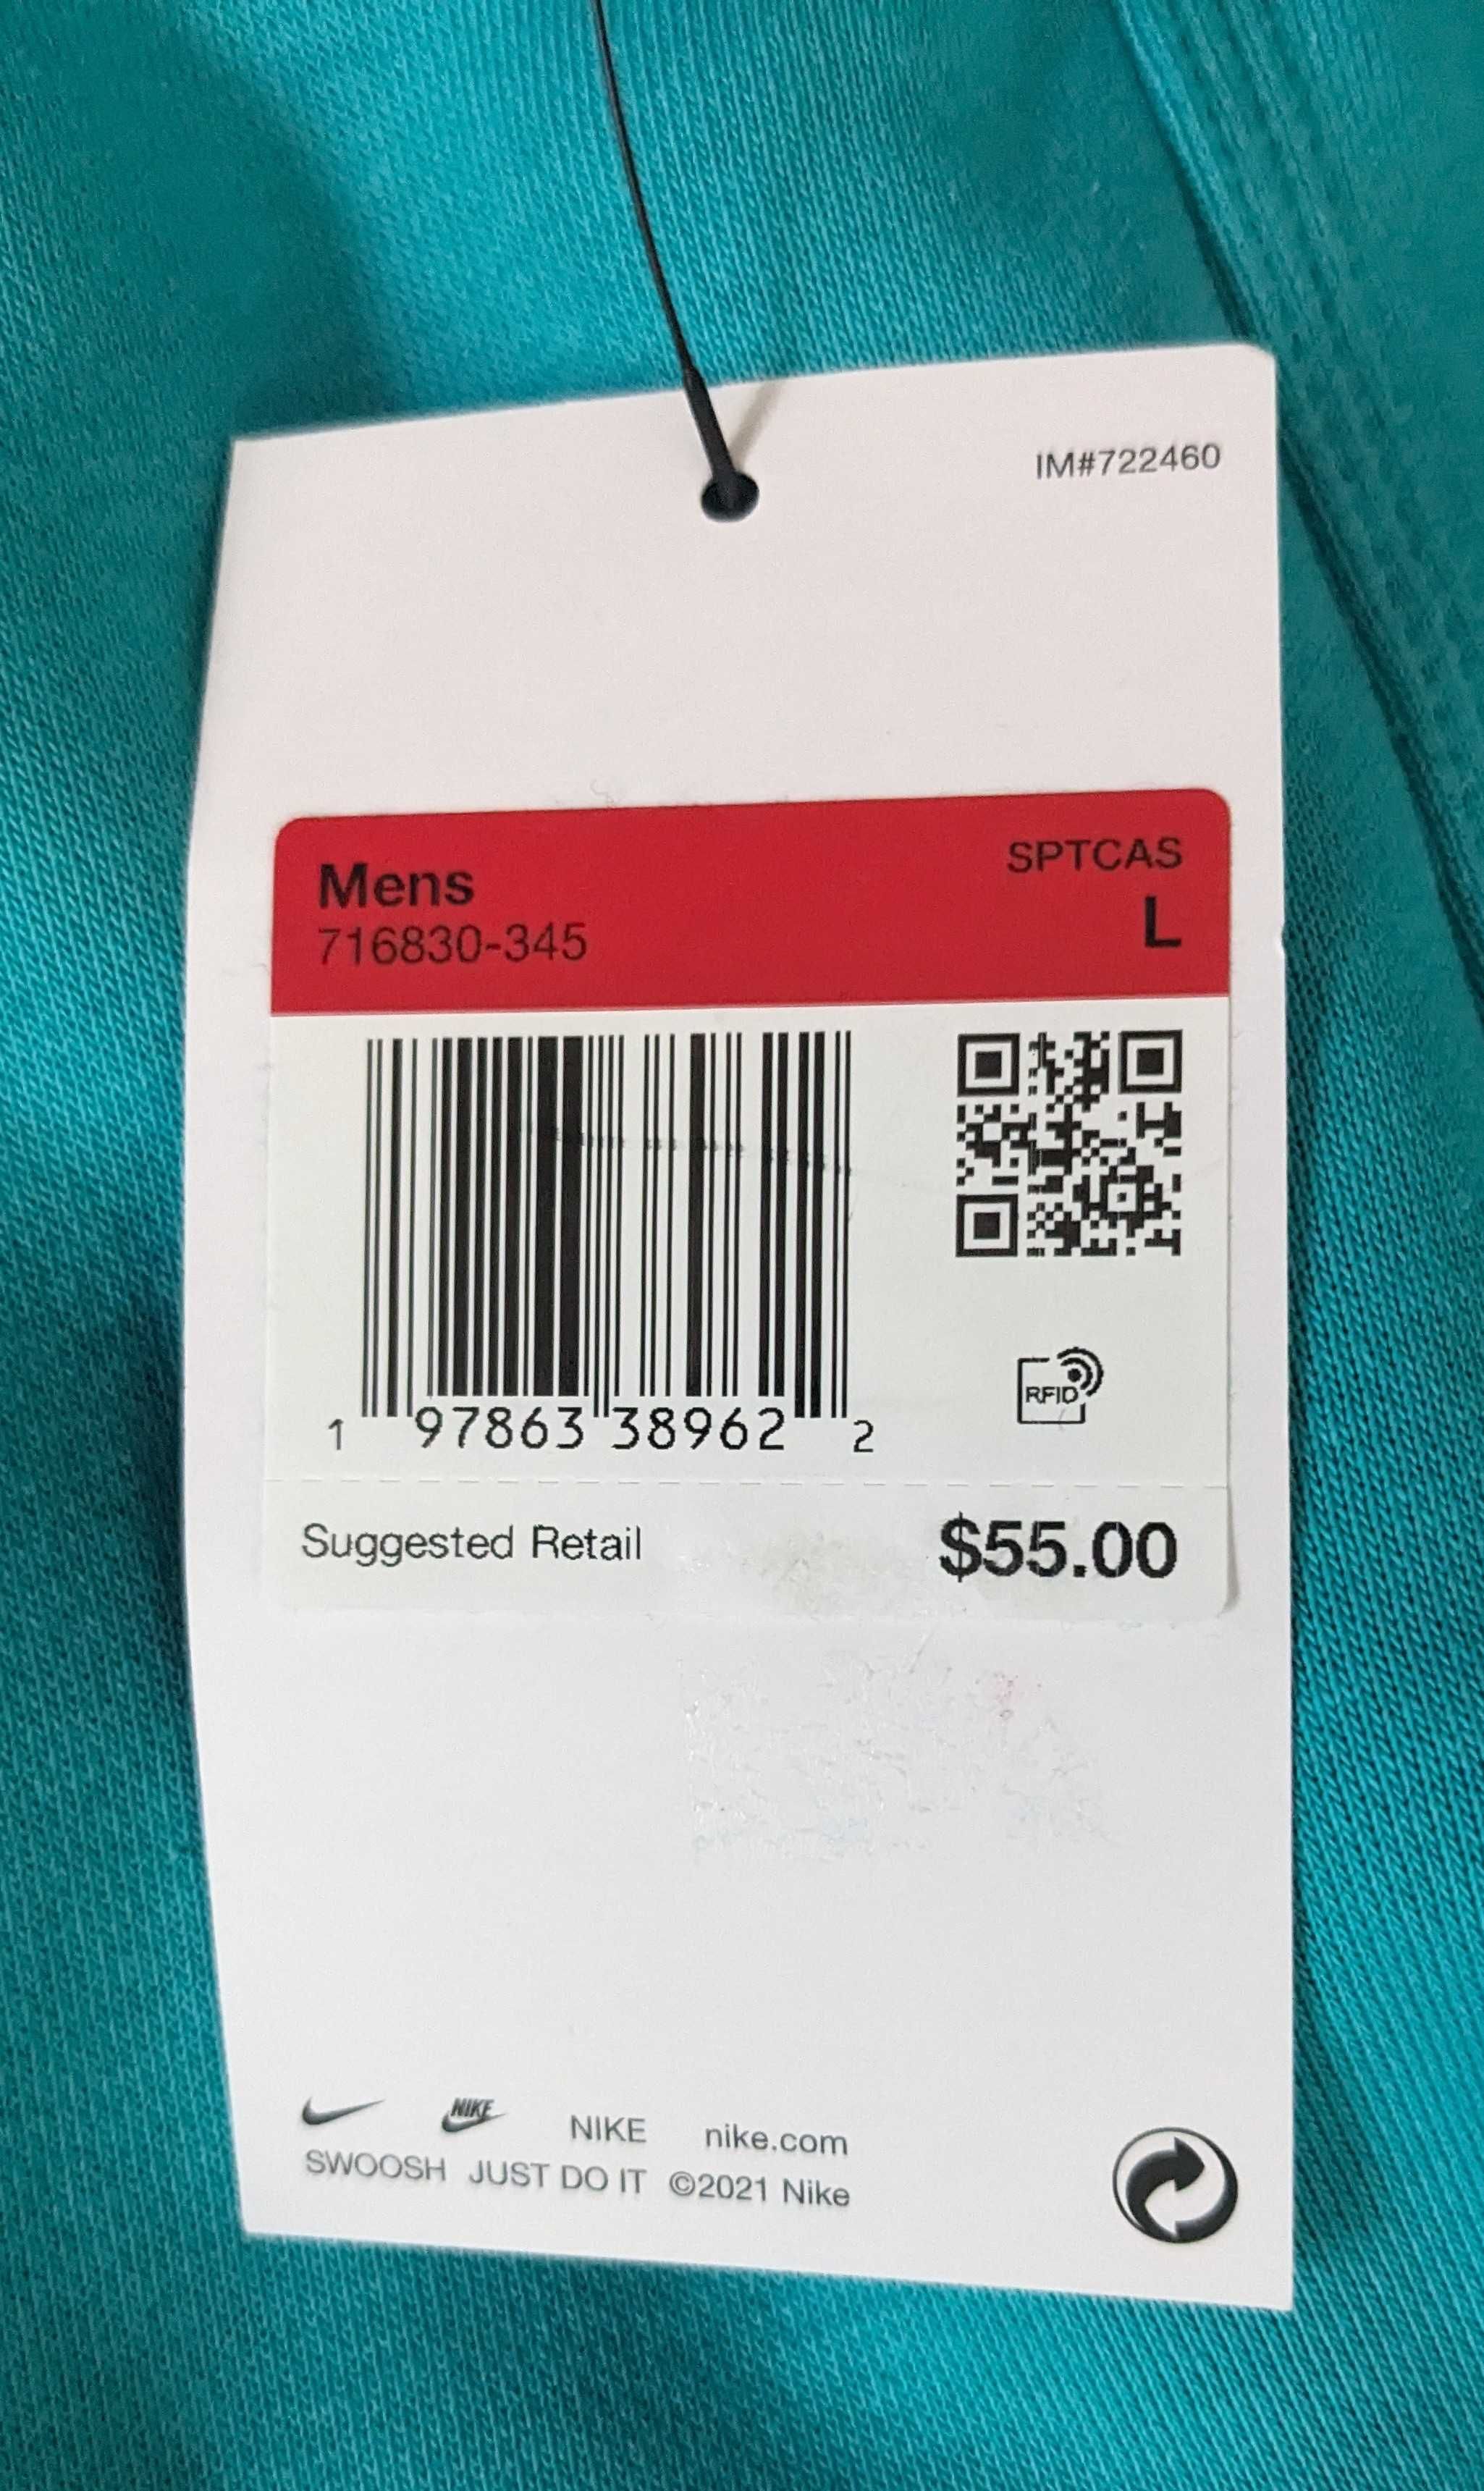 IM#722460
Mens
SPTCAS
716830-345
L
1 97863 38962 2
RFID
Suggested Retail
$55.00
NIKE NIKE nike.com
SWOOSH JUST DO IT ©2021 Nike